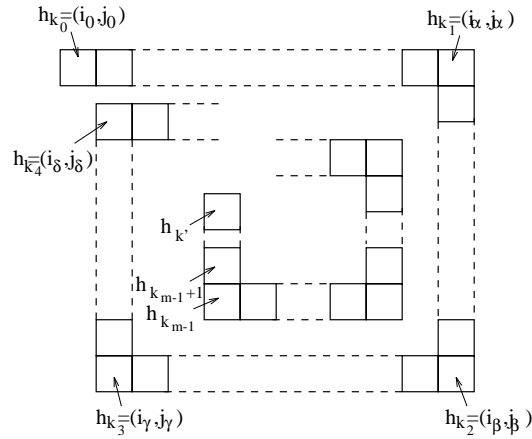 h_{k_0}=(i_0,j_0)
h_{k_1}=(i_α,j_α)
h_{k_4}=(i_δ,j_δ)
h_{k'}
h_{k_{m-1}+1}
h_{k_{m-1}}
h_{k_3}=(i_γ,j_γ)
h_{k_2}=(i_β,j_β)